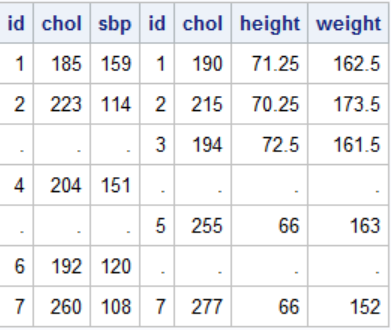 id chol sbp id chol height weight
1 185 159 1 190 71.25 162.5
2 223 114 2 215 70.25 173.5
. . . 3 194 72.5 161.5
4 204 151 . . . .
. . . 5 255 66 163
6 192 120 . . . .
7 260 108 7 277 66 152